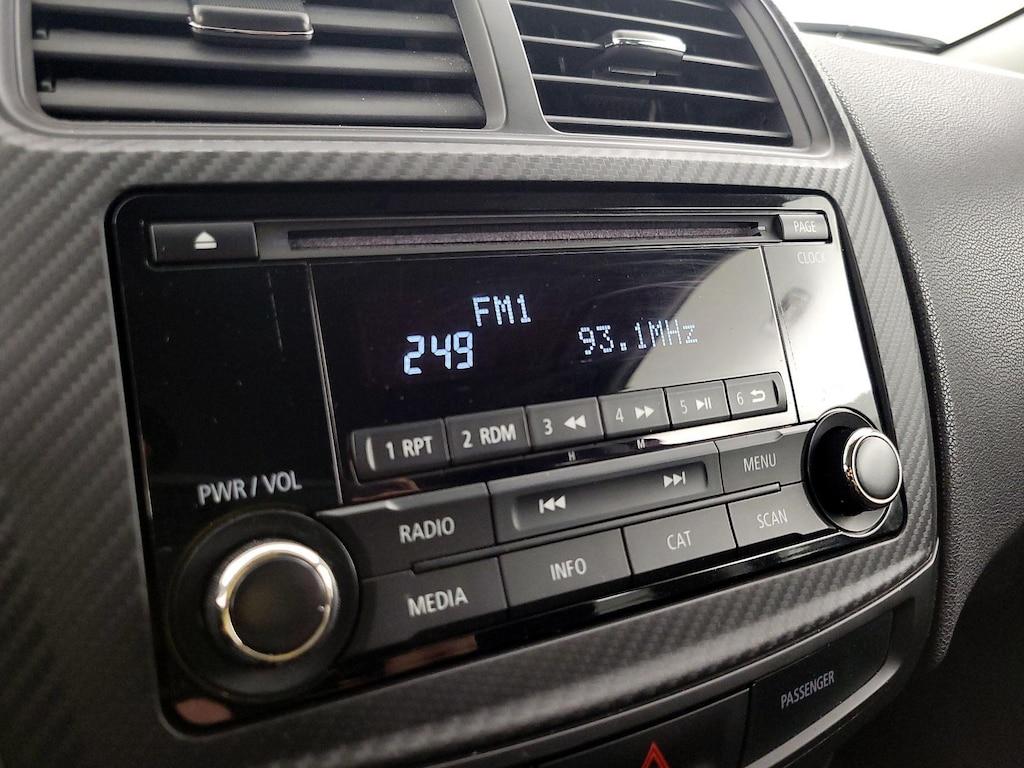 PAGE
CLOCK
FM1
249 93.1MHz
1 RPT 2 RDM 3 4 5 6
H M
PWR / VOL
RADIO MENU
MEDIA INFO CAT SCAN
PASSENGER